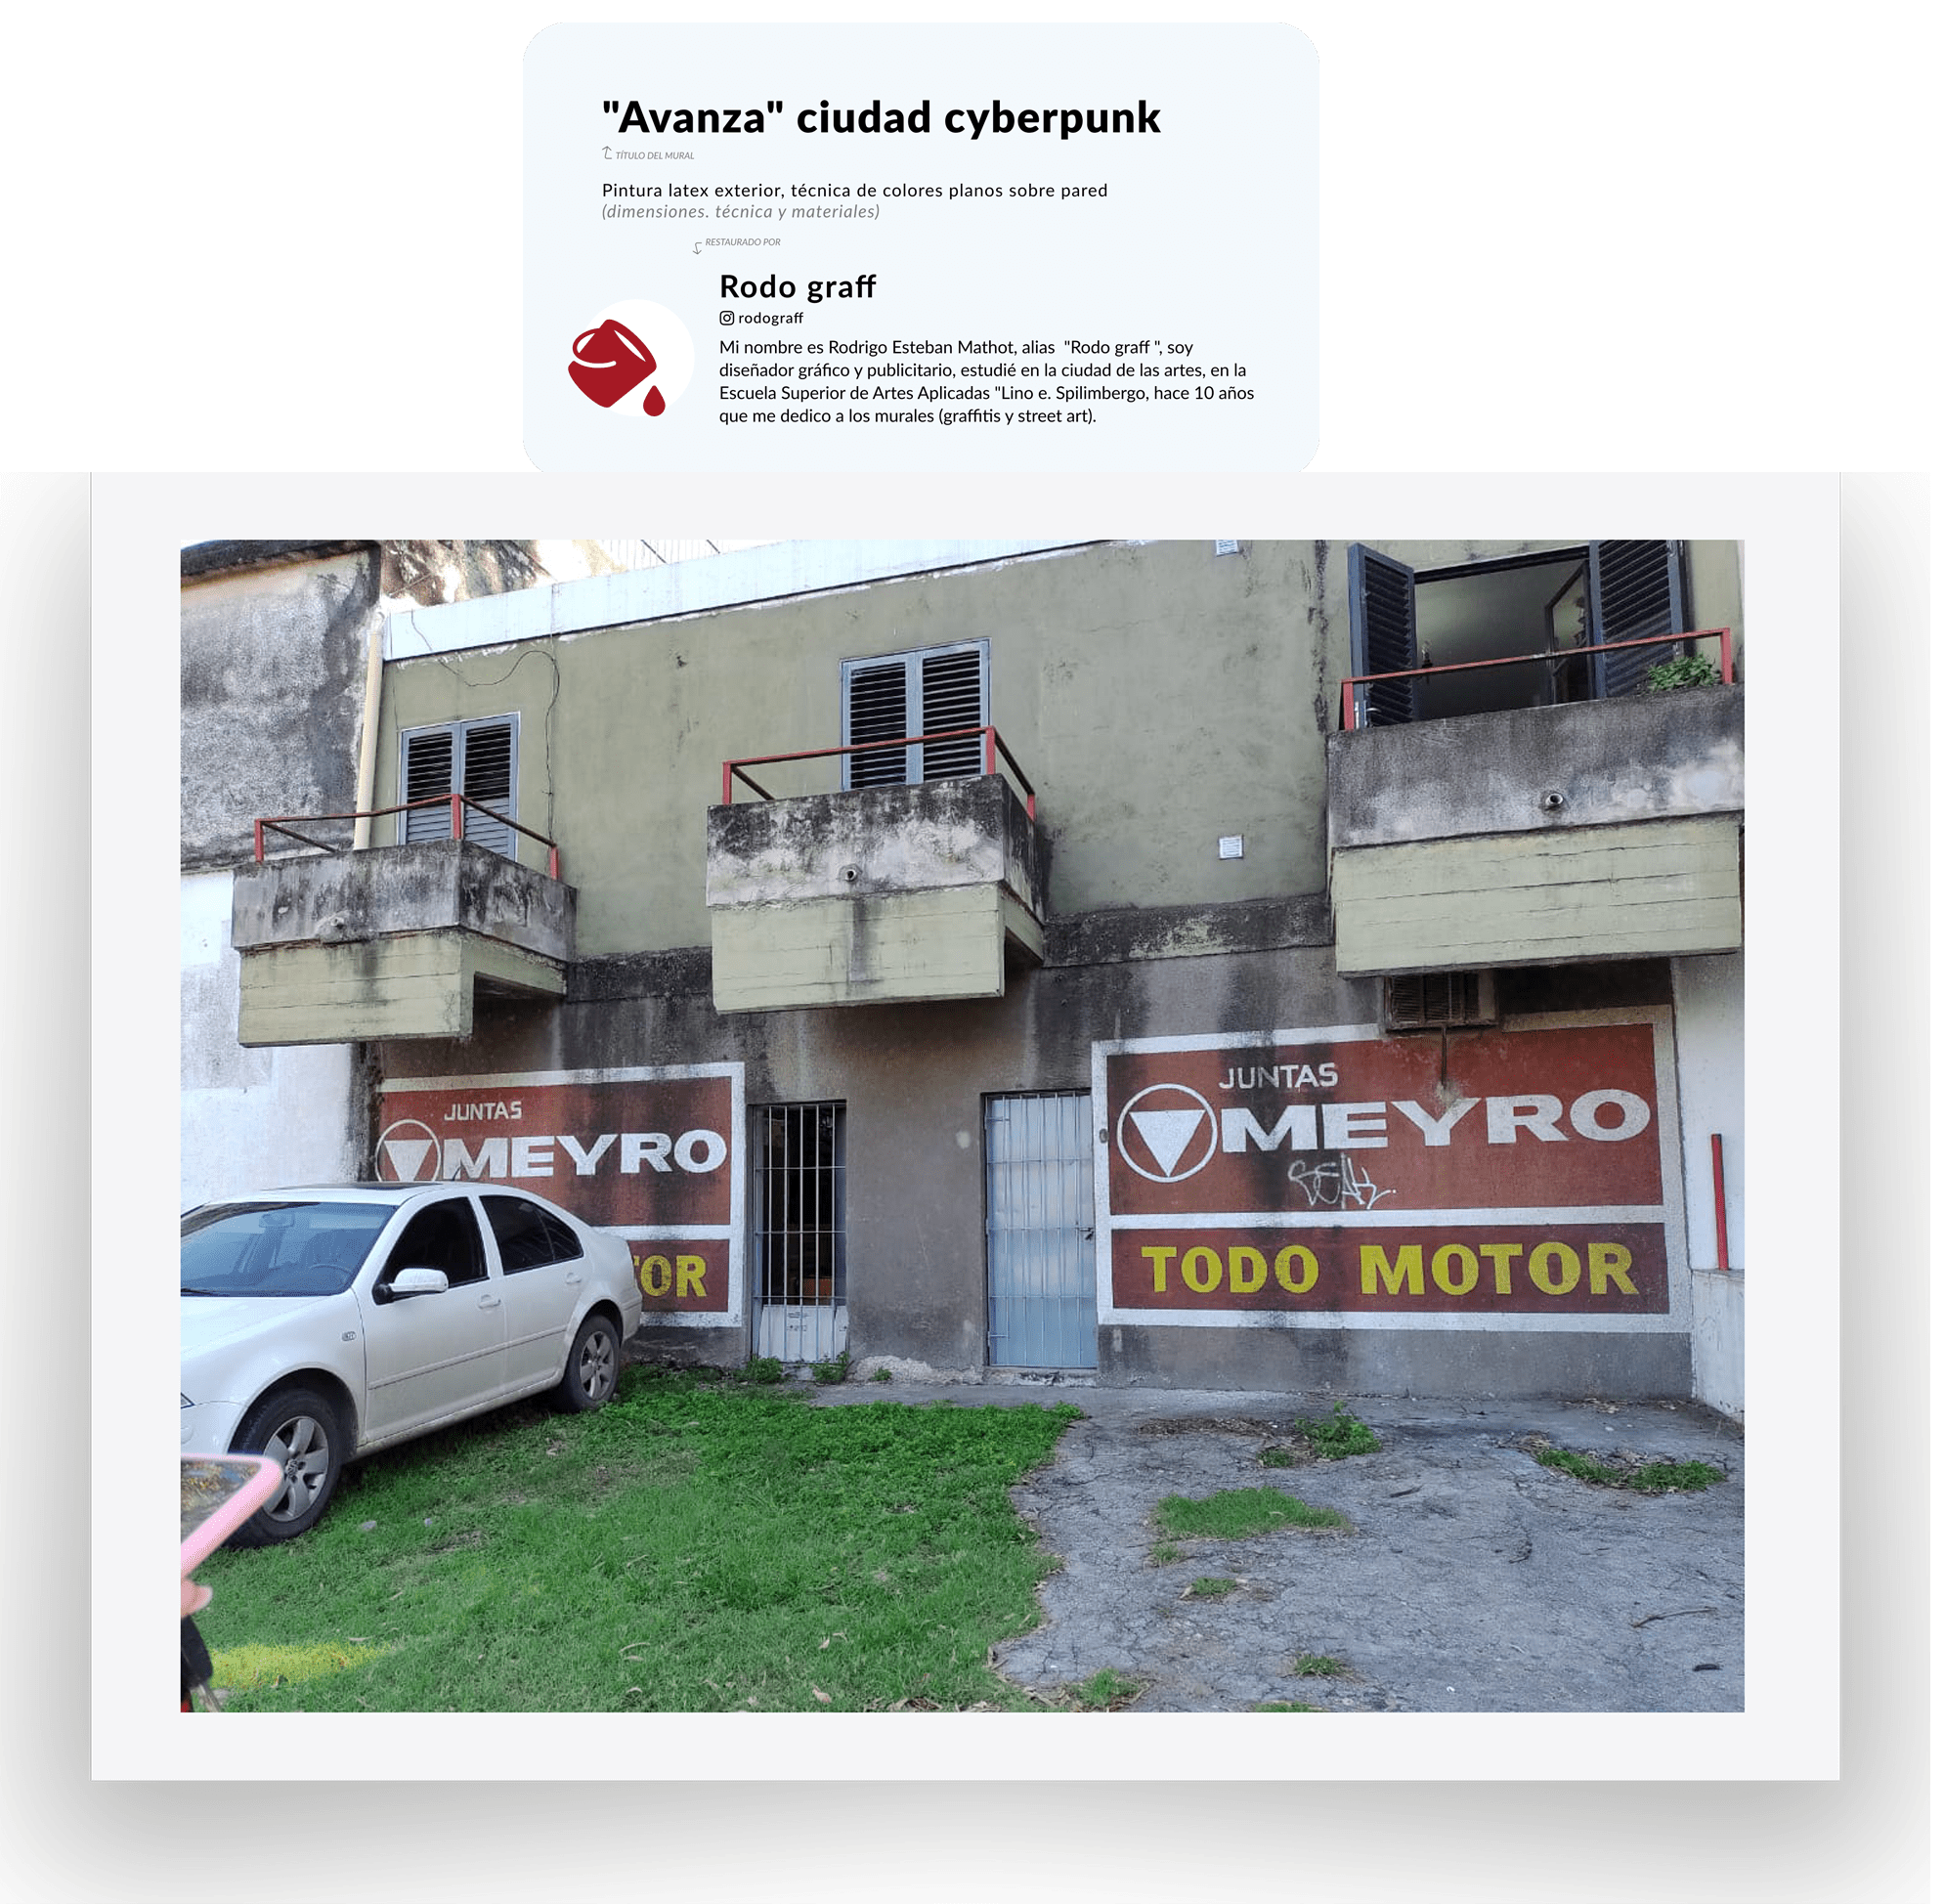 "Avanza" ciudad cyberpunk
TÍTULO DEL MURAL
Pintura latex exterior, técnica de colores planos sobre pared
(dimensiones. técnica y materiales)
RESTAURADO POR
Rodo graff
rodograff
Mi nombre es Rodrigo Esteban Mathot, alias "Rodo graff ", soy
diseñador gráfico y publicitario, estudié en la ciudad de las artes, en la
Escuela Superior de Artes Aplicadas "Lino e. Spilimbergo, hace 10 años
que me dedico a los murales (graffitis y street art).
JUNTAS
MEYRO
TOR
JUNTAS
MEYRO
TODO MOTOR